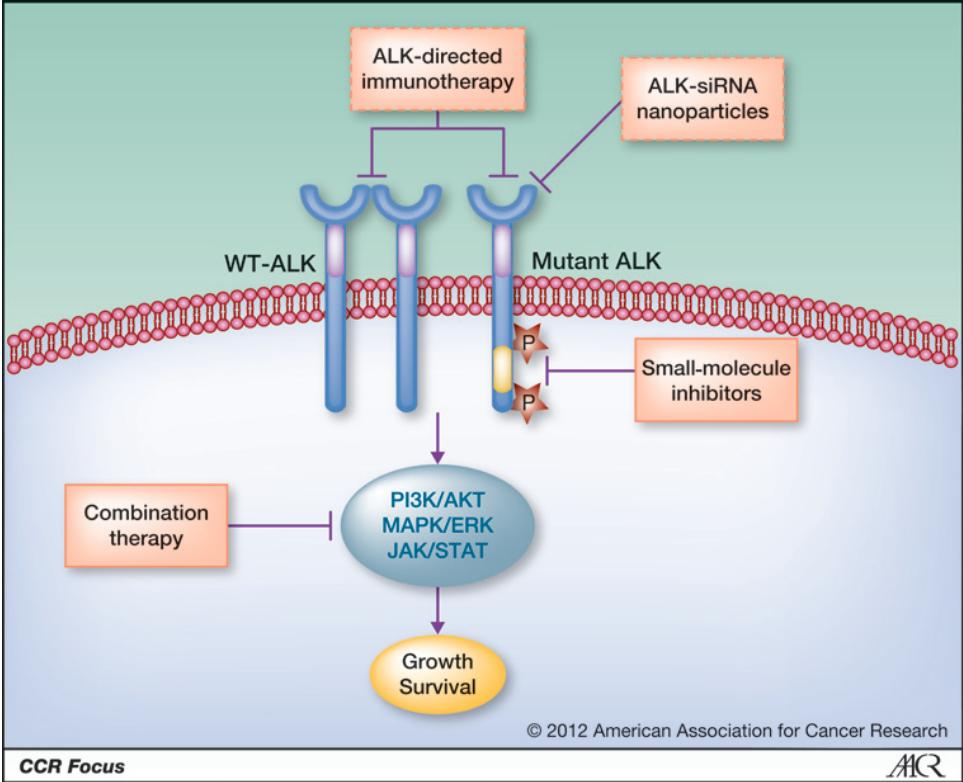 ALK-directed
immunotherapy
ALK-siRNA
nanoparticles
WT-ALK
Mutant ALK
P
Small-molecule
inhibitors
P
PI3K/AKT
MAPK/ERK
JAK/STAT
Combination
therapy
Growth
Survival
© 2012 American Association for Cancer Research
CCR Focus
AACR